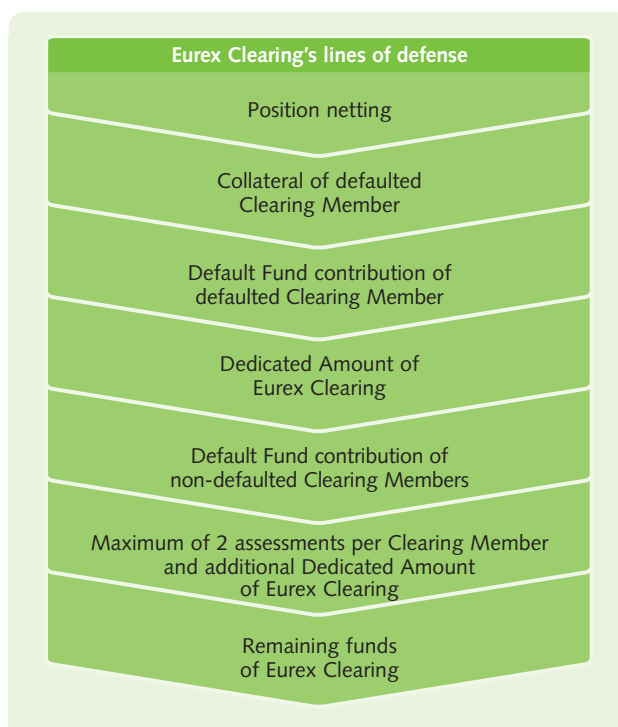 Eurex Clearing's lines of defense
Position netting
Collateral of defaulted
Clearing Member
Default Fund contribution of
defaulted Clearing Member
Dedicated Amount of
Eurex Clearing
Default Fund contribution of
non-defaulted Clearing Members
Maximum of 2 assessments per Clearing Member
and additional Dedicated Amount
of Eurex Clearing
Remaining funds
of Eurex Clearing